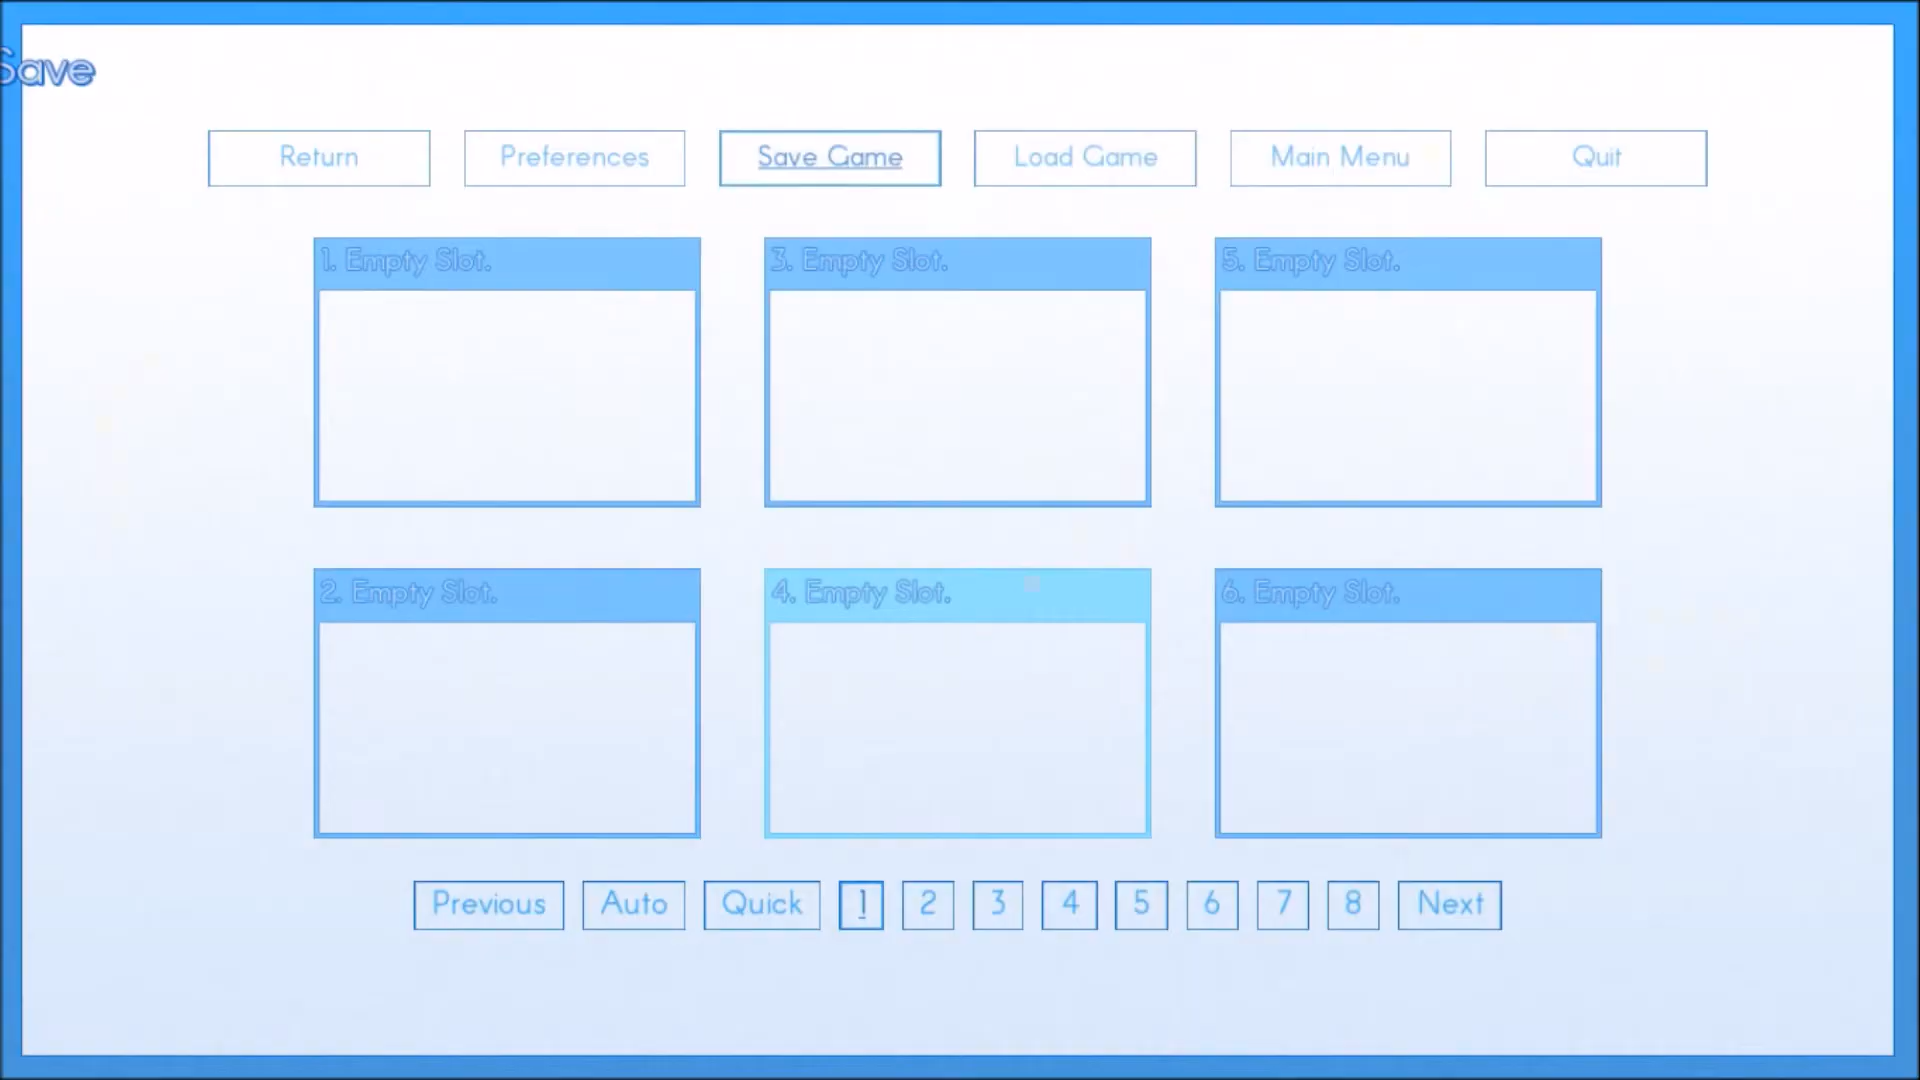 Save
Return Preferences Save Game Load Game Main Menu Quit
1. Empty Slot. 3. Empty Slot. 5. Empty Slot.
2. Empty Slot. 4. Empty Slot. 6. Empty Slot.
Previous Auto Quick 1 2 3 4 5 6 7 8 Next